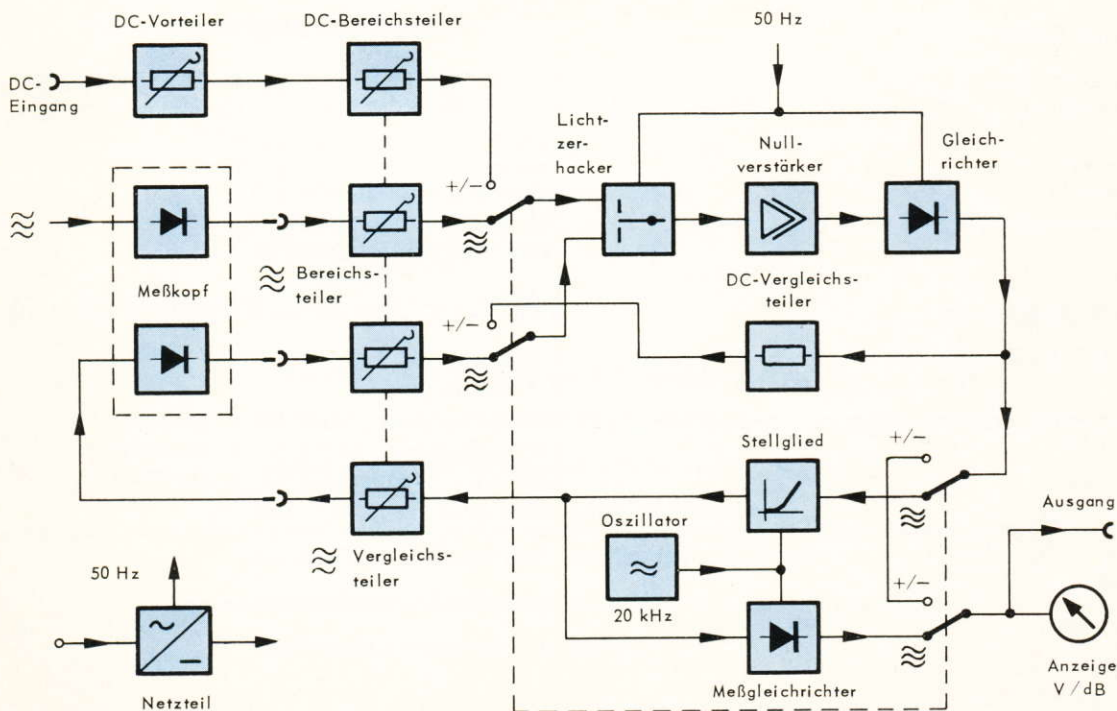 DC-Vorteiler
DC-Bereichsteiler
50 Hz
DC-
Eingang
Licht-
zer-
hacker
Null-
verstärker
Gleich-
richter
+/−
Meßkopf
Bereichs-
teiler
+/−
DC-Vergleichs-
teiler
Stellglied
+/−
Ausgang
Oszillator
20 kHz
Vergleichs-
teiler
+/−
50 Hz
Netzteil
Meßgleichrichter
Anzeige
V/dB